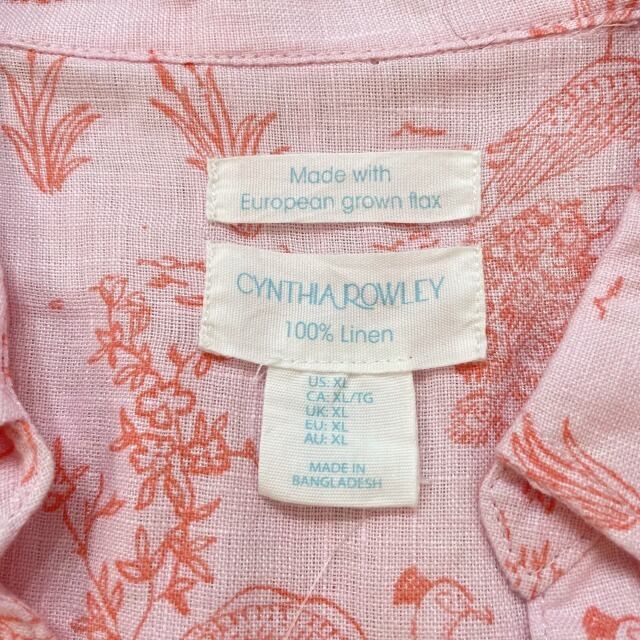 Made with
European grown flax
CYNTHIA ROWLEY
100% Linen
US: XL
CA: XL/TG
UK: XL
EU: XL
AU: XL
MADE IN
BANGLADESH